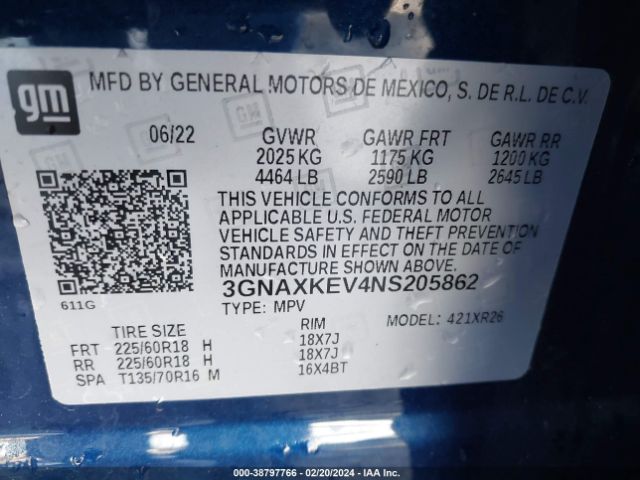 gm
MFD BY GENERAL MOTORS DE MEXICO, S. DE R.L. DE C.V.
06/22 GVWR GAWR FRT GAWR RR
2025 KG 1175 KG 1200 KG
4464 LB 2590 LB 2645 LB
THIS VEHICLE CONFORMS TO ALL
APPLICABLE U.S. FEDERAL MOTOR
VEHICLE SAFETY AND THEFT PREVENTION
STANDARDS IN EFFECT ON THE DATE OF
MANUFACTURE SHOWN ABOVE.
611G 3GNAXKEV4NS205862
TYPE: MPV MODEL: 421XR26
TIRE SIZE RIM
FRT 225/60R18 H 18X7J
RR 225/60R18 H 18X7J
SPA T135/70R16 M 16X4BT
000-38797766 - 02/20/2024 - IAA Inc.